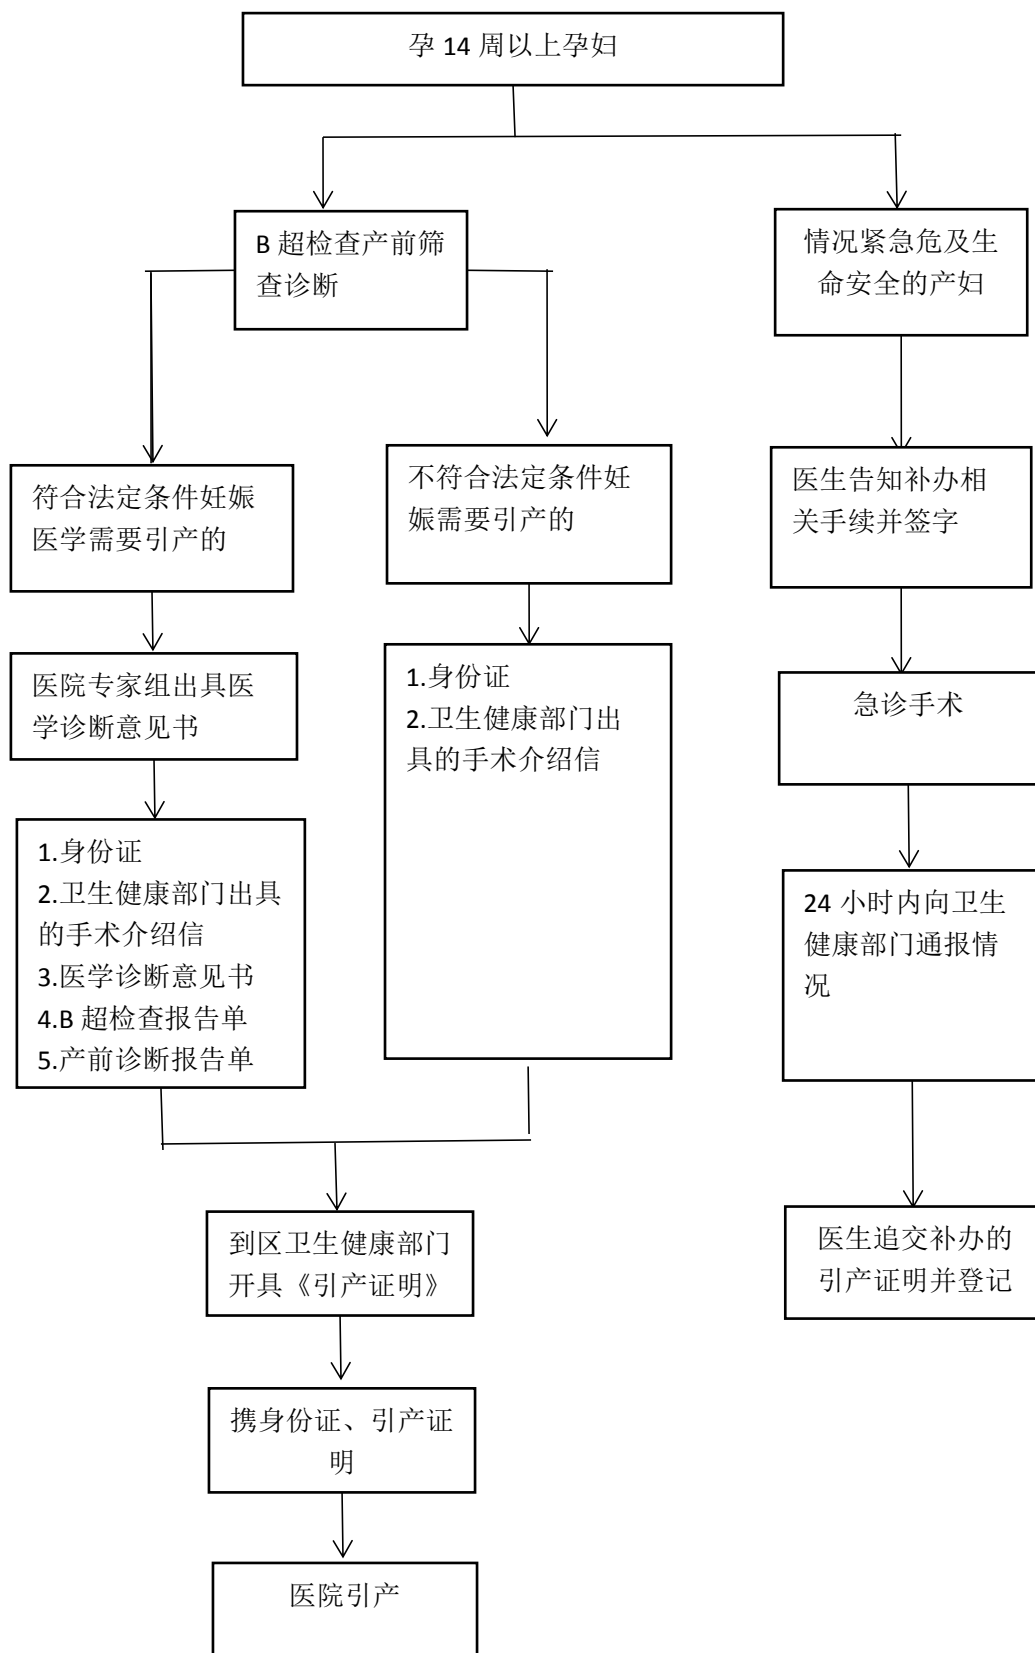 孕 14 周以上孕妇
B 超检查产前筛
查诊断
情况紧急危及生
命安全的产妇
符合法定条件妊娠
医学需要引产的
不符合法定条件妊
娠需要引产的
医生告知补办相
关手续并签字
医院专家组出具医
学诊断意见书
1.身份证
2.卫生健康部门出
具的手术介绍信
急诊手术
1.身份证
2.卫生健康部门出具
的手术介绍信
3.医学诊断意见书
4.B 超检查报告单
5.产前诊断报告单
24 小时内向卫生
健康部门通报情
况
到区卫生健康部门
开具《引产证明》
医生追交补办的
引产证明并登记
携身份证、引产证
明
医院引产